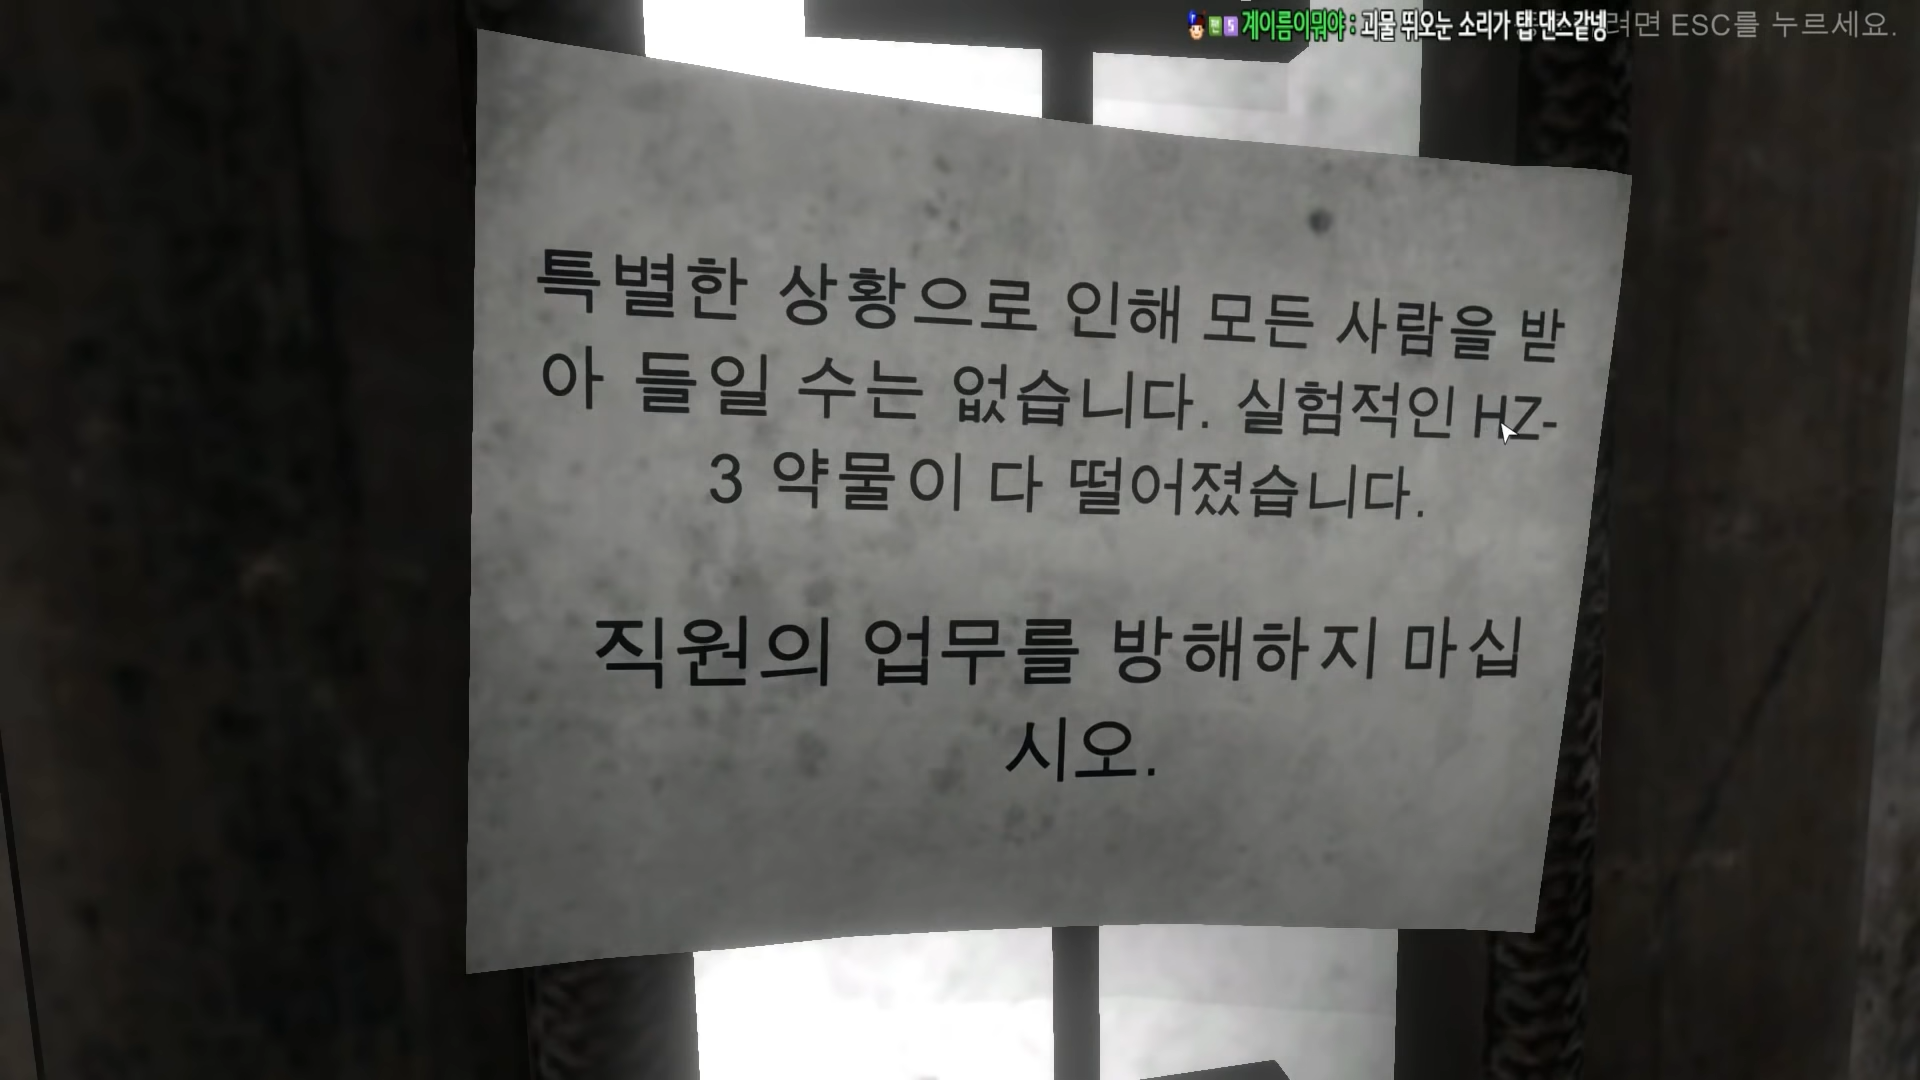 계이름이뭐야 : 괴물 뛰오눈 소리가 탭 댄스같넹
려면 ESC를 누르세요.
특별한 상황으로 인해 모든 사람을 받
아 들일 수는 없습니다. 실험적인 HZ-
3 약물이 다 떨어졌습니다.
직원의 업무를 방해하지 마십
시오.